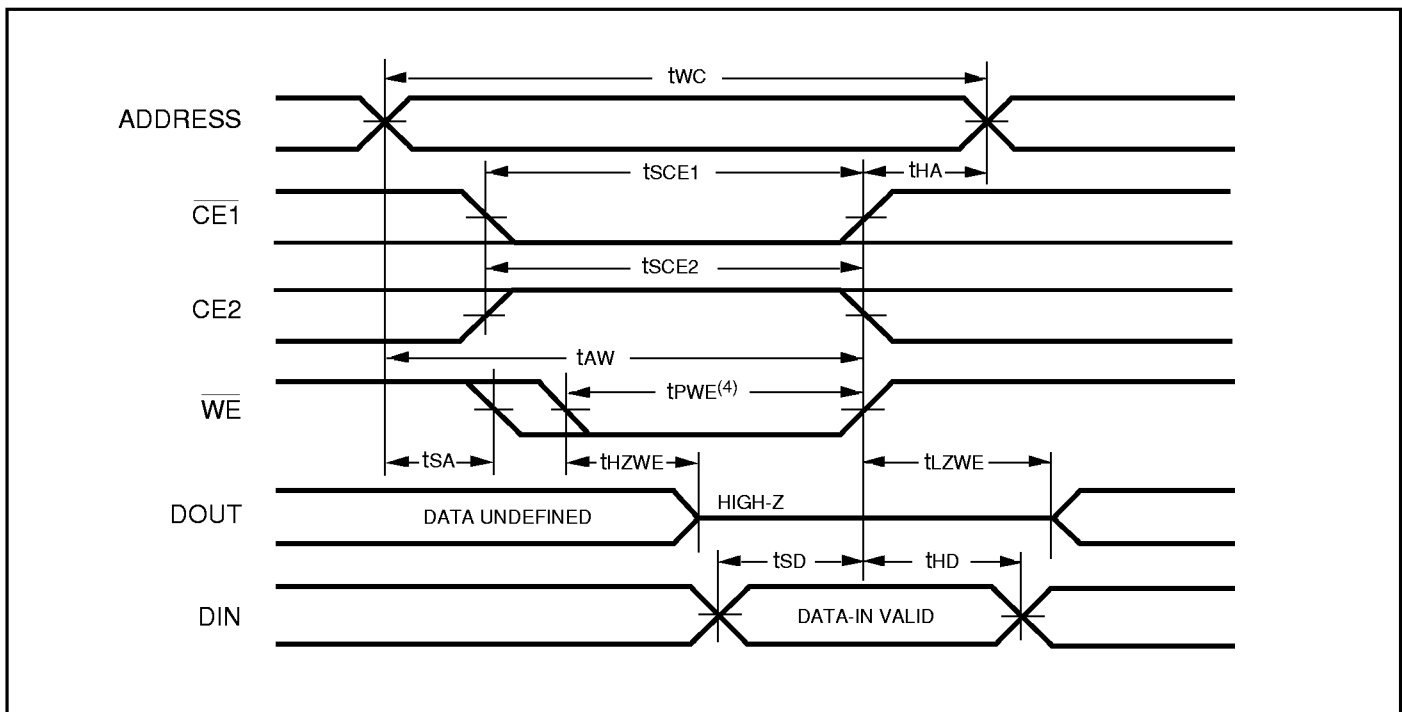 tWC
ADDRESS
tSCE1
tHA
CE1
tSCE2
CE2
tAW
tPWE(4)
WE
tSA
tHZWE
tLZWE
DOUT
DATA UNDEFINED
HIGH-Z
tSD
tHD
DIN
DATA-IN VALID